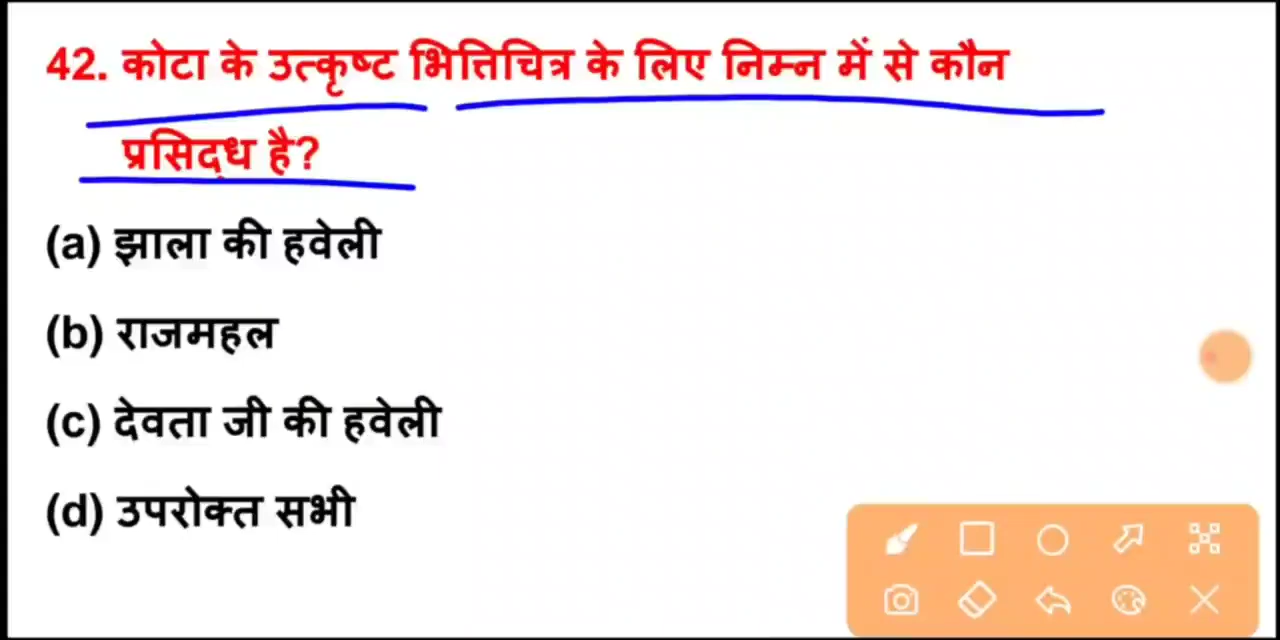 42. कोटा के उत्कृष्ट भित्तिचित्र के लिए निम्न में से कौन
प्रसिद्ध है?
(a) झाला की हवेली
(b) राजमहल
(c) देवता जी की हवेली
(d) उपरोक्त सभी